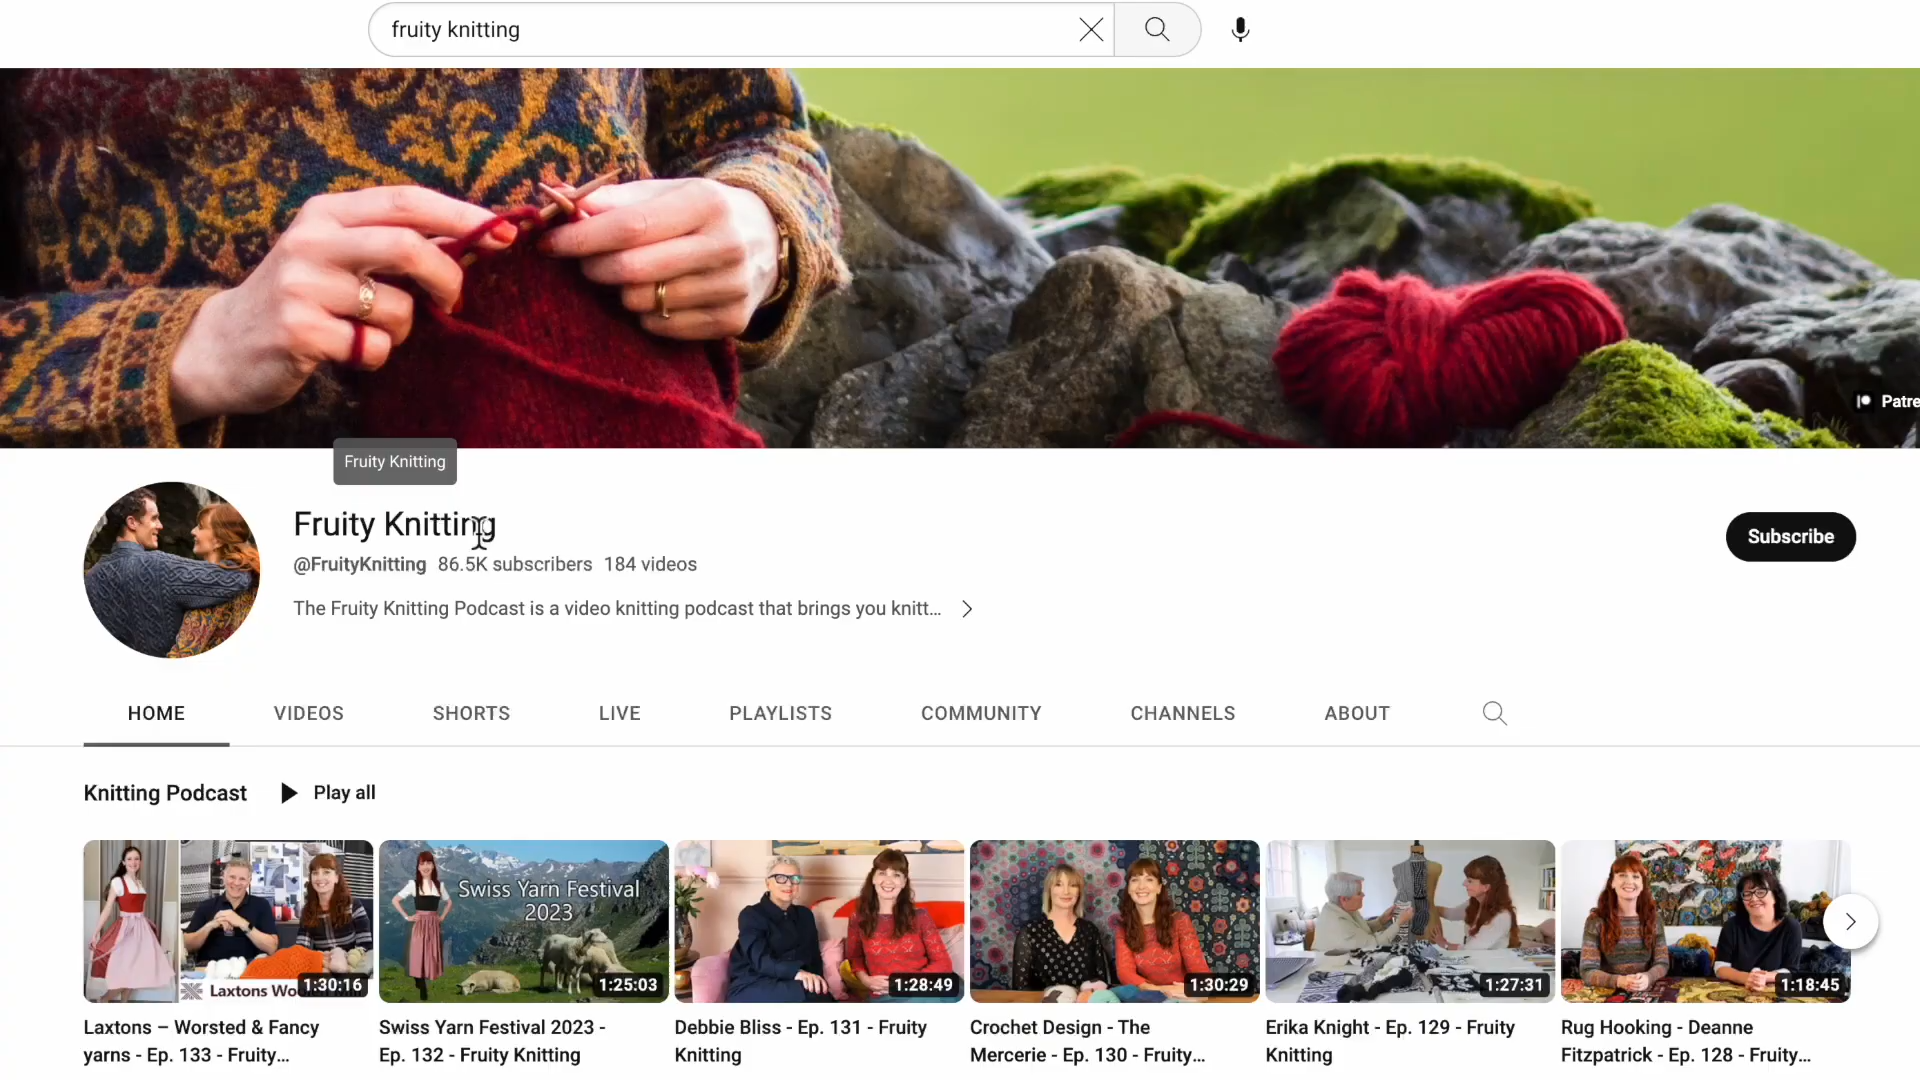 fruity knitting
Patre
Fruity Knitting
Fruity Knitting
@FruityKnitting 86.5K subscribers 184 videos
The Fruity Knitting Podcast is a video knitting podcast that brings you knitt...
Subscribe
HOME VIDEOS SHORTS LIVE PLAYLISTS COMMUNITY CHANNELS ABOUT
Knitting Podcast Play all
Laxtons
1:30:16
Swiss Yarn Festival
2023
1:25:03
1:28:49
1:30:29
1:27:31
1:18:45
Laxtons – Worsted & Fancy
yarns - Ep. 133 - Fruity...
Swiss Yarn Festival 2023 -
Ep. 132 - Fruity Knitting
Debbie Bliss - Ep. 131 - Fruity
Knitting
Crochet Design - The
Mercerie - Ep. 130 - Fruity...
Erika Knight - Ep. 129 - Fruity
Knitting
Rug Hooking - Deanne
Fitzpatrick - Ep. 128 - Fruity...